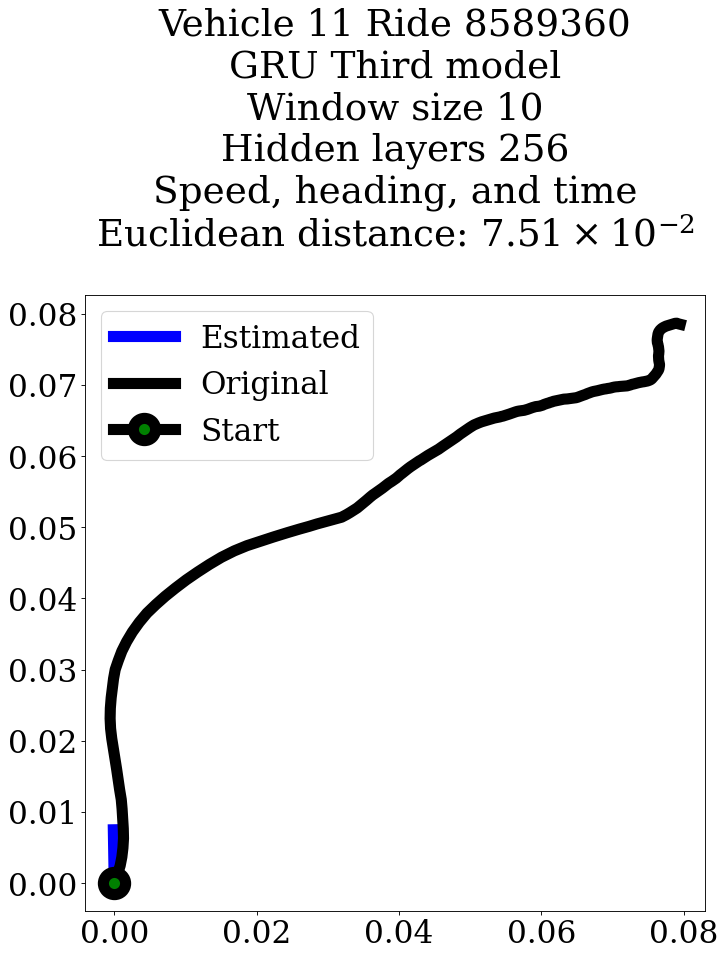 Vehicle 11 Ride 8589360
GRU Third model
Window size 10
Hidden layers 256
Speed, heading, and time
Euclidean distance: 7.51 × 10⁻²
Estimated
Original
Start
0.08
0.07
0.06
0.05
0.04
0.03
0.02
0.01
0.00
0.00 0.02 0.04 0.06 0.08